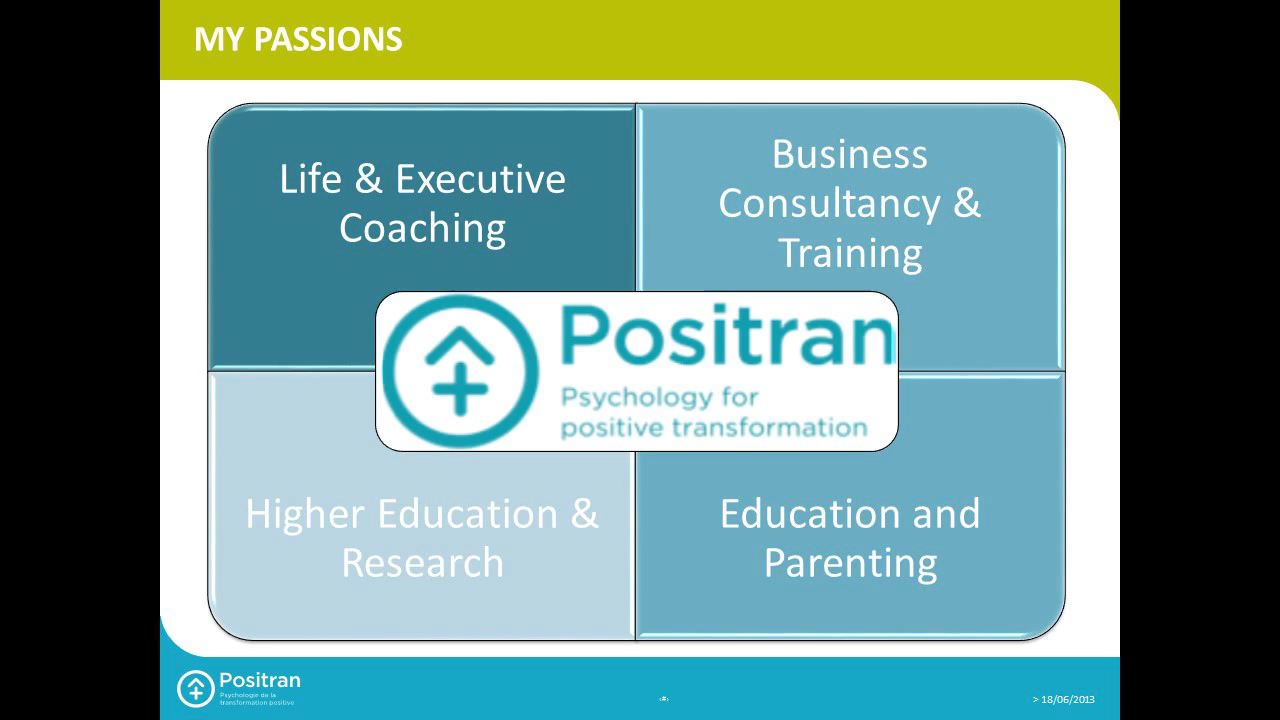 MY PASSIONS
Life & Executive
Coaching
Business
Consultancy &
Training
Positran
Psychology for
positive transformation
Higher Education &
Research
Education and
Parenting
Positran
Psychologie de la
transformation positive
‹#›
> 18/06/2013